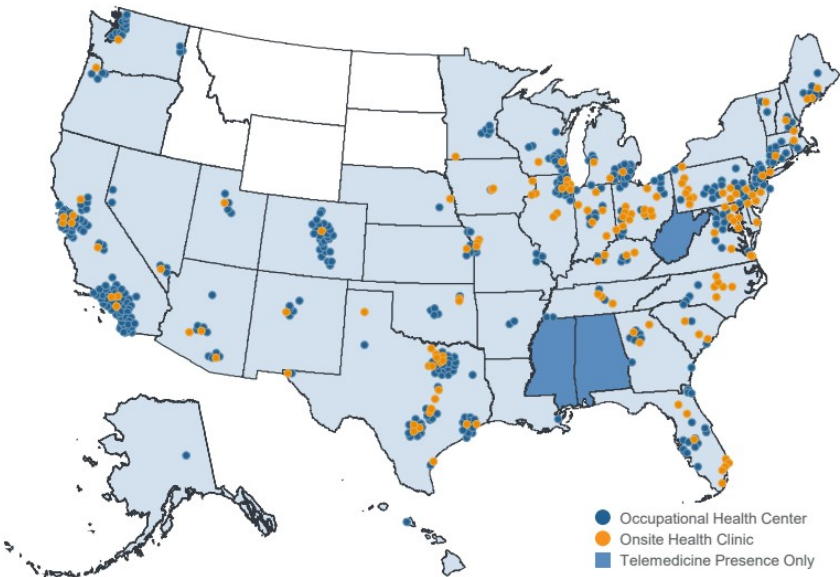 Occupational Health Center
Onsite Health Clinic
Telemedicine Presence Only